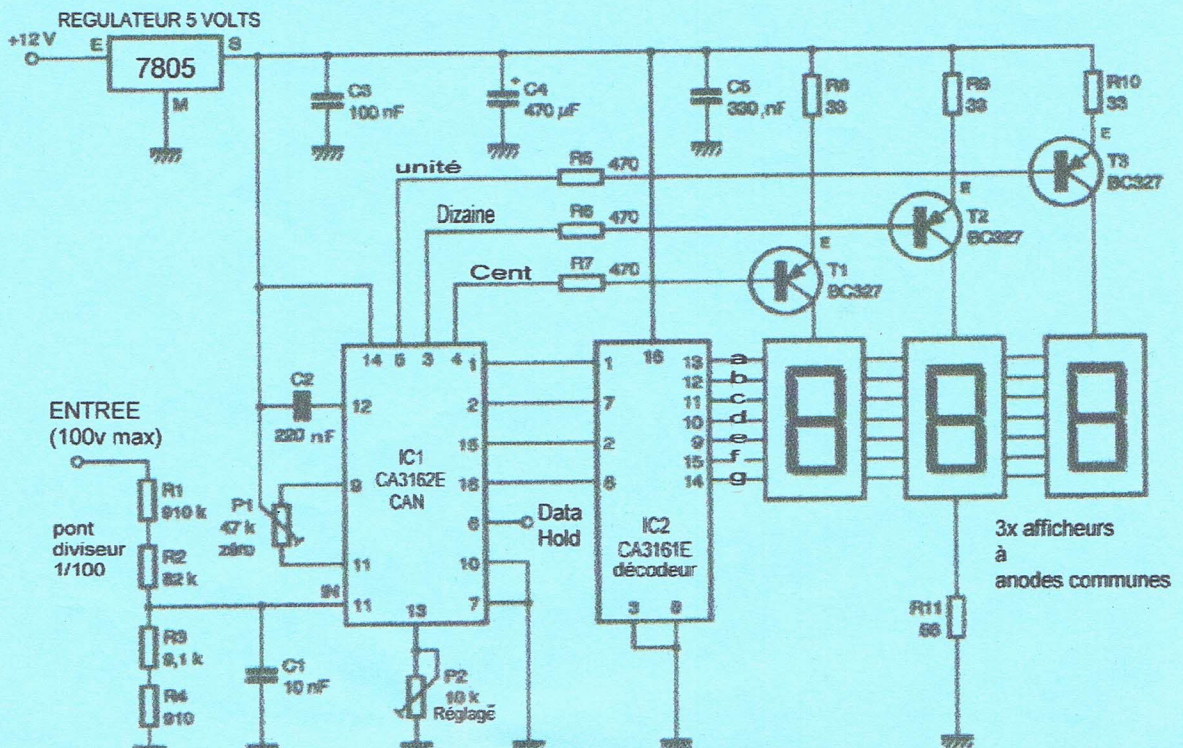 REGULATEUR 5 VOLTS
+12V
E
7805
S
M
C3
100 nF
C4
470 µF
C5
330,nF
R8
33
R9
33
R10
33
unité
R5
470
E
T3
BC327
Dizaine
R6
470
E
T2
BC327
Cent
R7
470
E
T1
BC327
14
5
3
4
1
2
15
16
6
10
7
12
9
11
IN
11
13
IC1
CA3162E
CAN
C2
220 nF
P1
47 k
zéro
ENTREE
(100v max)
R1
910 k
pont
diviseur
1/100
R2
82 k
R3
9,1 k
R4
910
C1
10 nF
P2
10 k
Réglage
Data
Hold
16
1
7
2
6
IC2
CA3161E
décodeur
3
8
13
a
12
b
11
c
10
d
9
e
15
f
14
g
3x afficheurs
à
anodes communes
R11
56